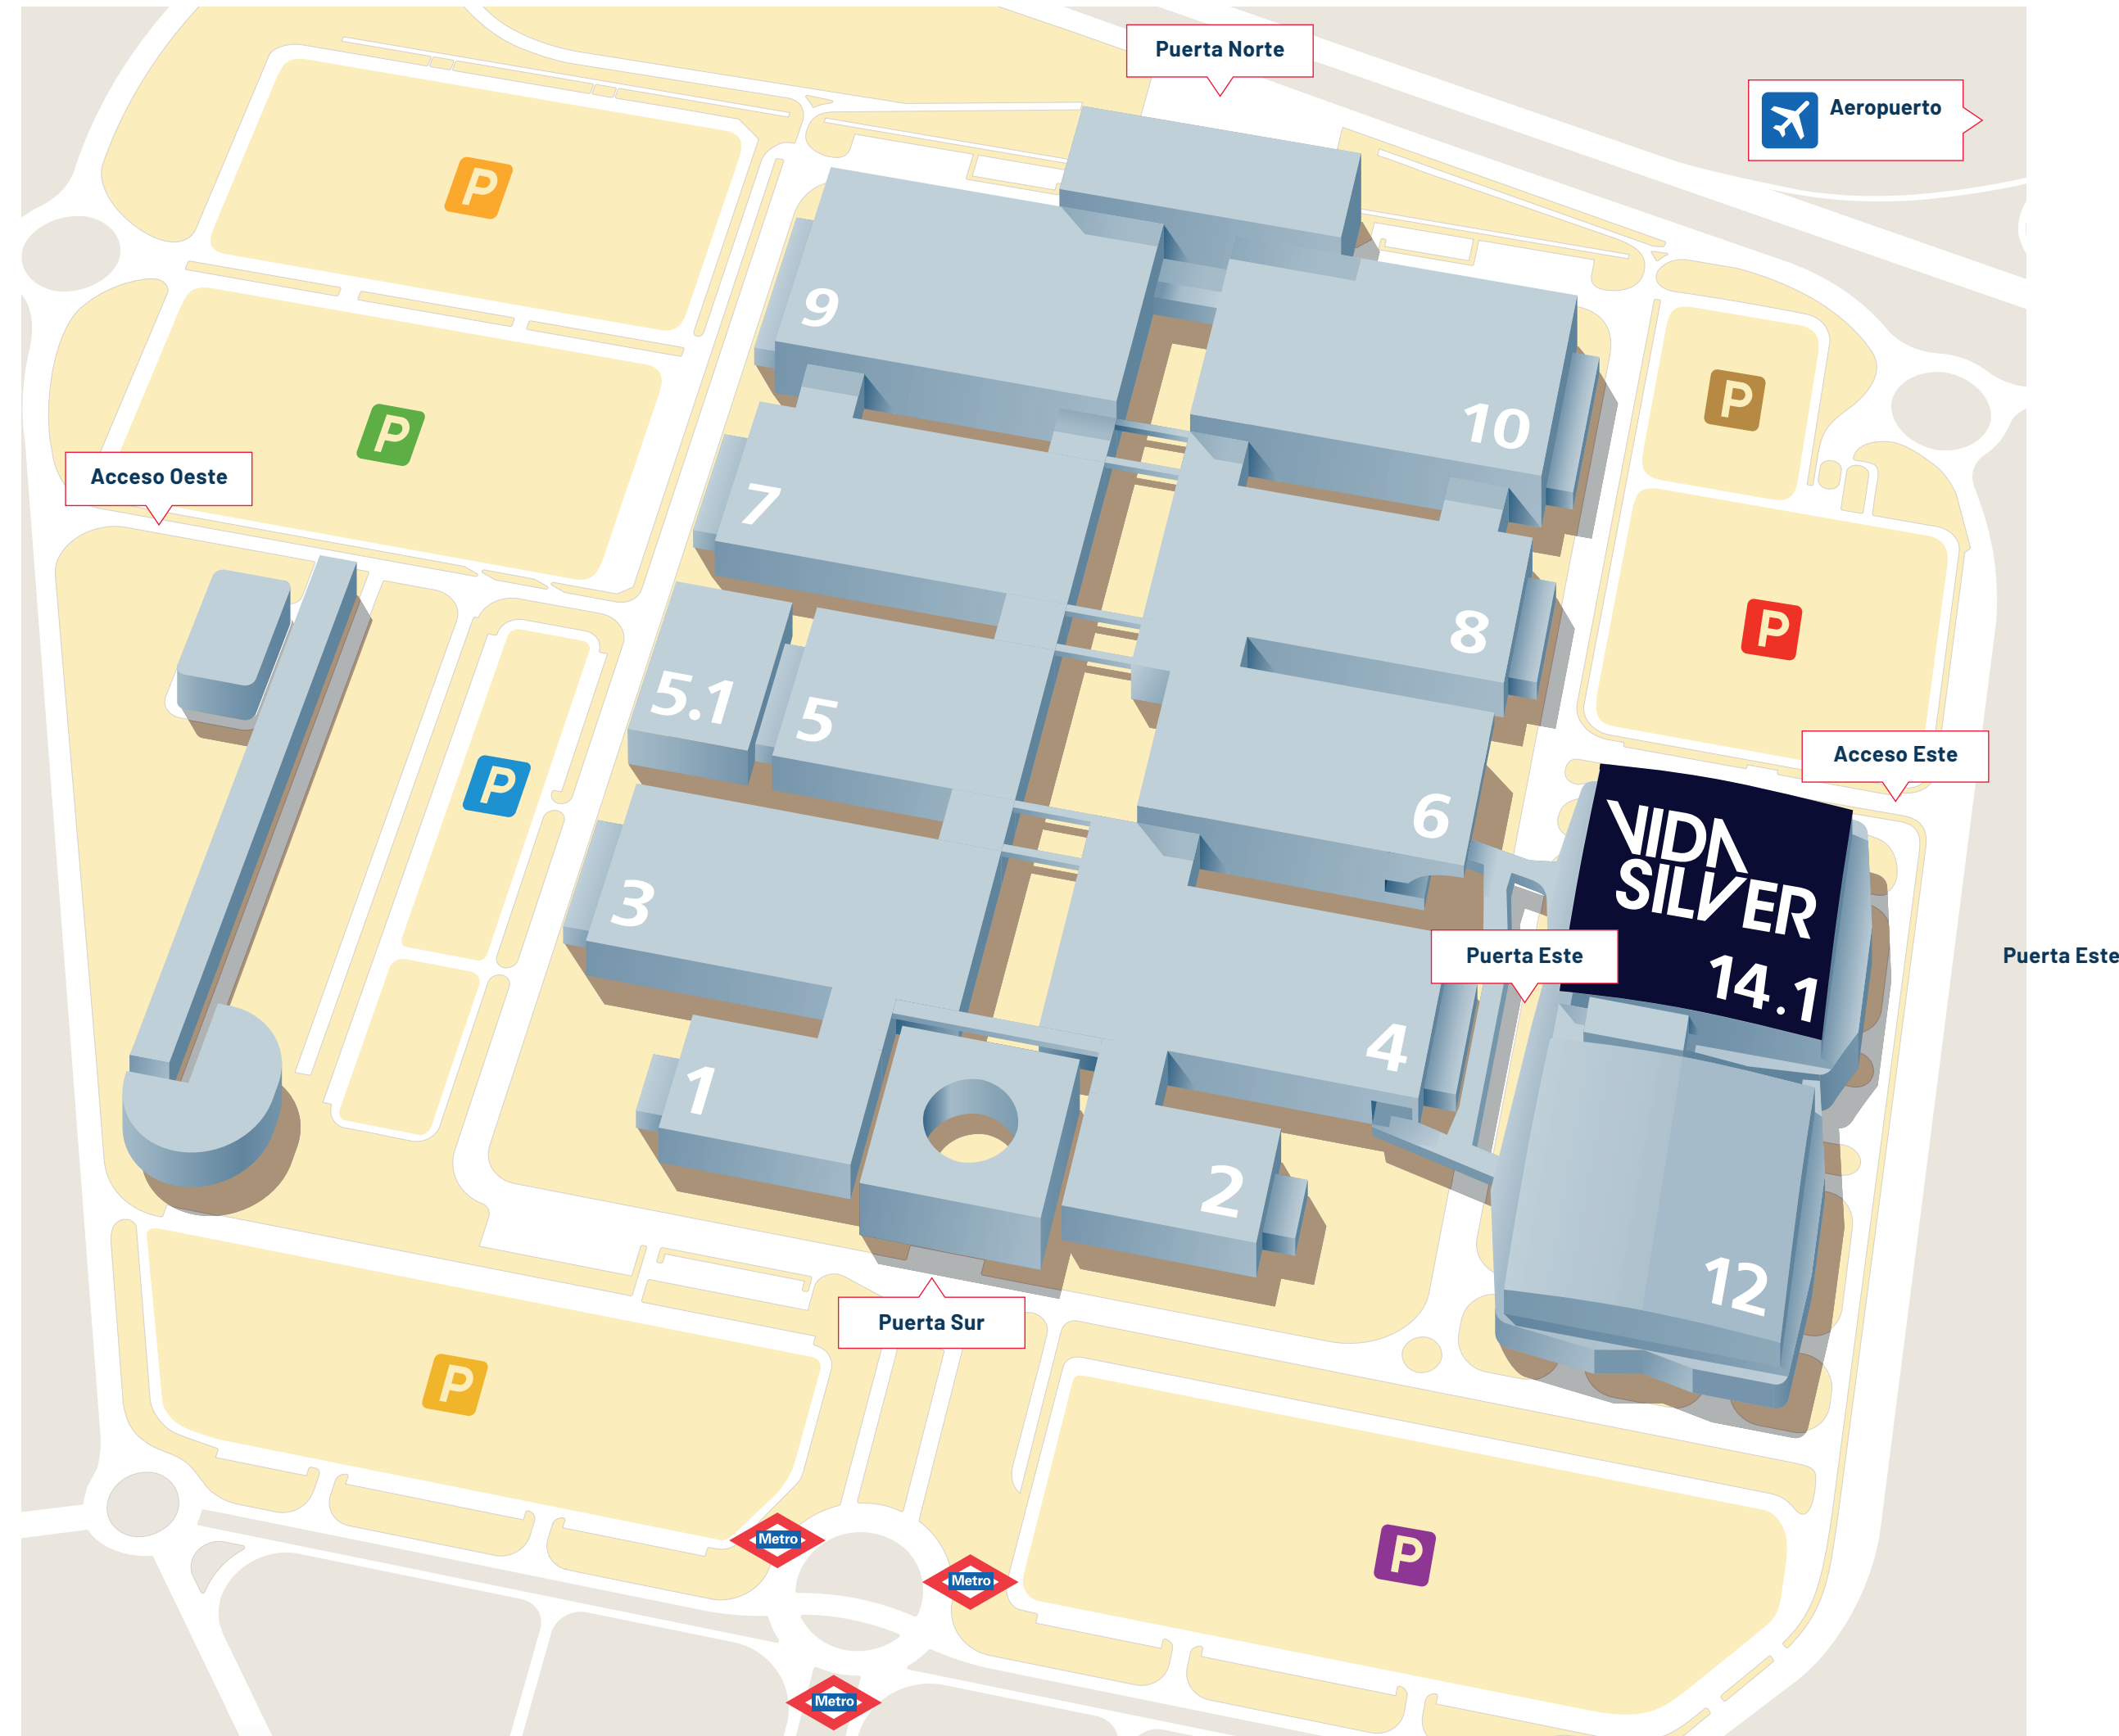 Puerta Norte
Aeropuerto
P
9
10
P
P
7
Acceso Oeste
8
P
5.1
5
Acceso Este
P
6
3
VIDA
SILVER
14.1
Puerta Este
Puerta Este
4
1
2
12
Puerta Sur
P
Metro
Metro
P
Metro